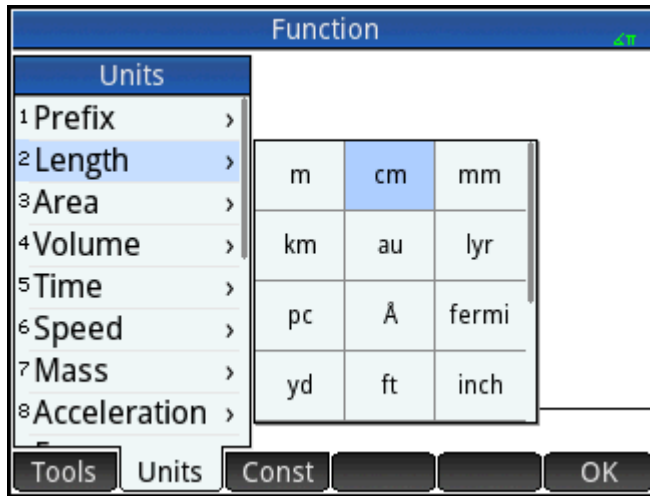 Function
∡π
Units
1 Prefix ›
2 Length ›
3 Area ›
4 Volume ›
5 Time ›
6 Speed ›
7 Mass ›
8 Acceleration ›
m cm mm
km au lyr
pc Å fermi
yd ft inch
Tools Units Const OK